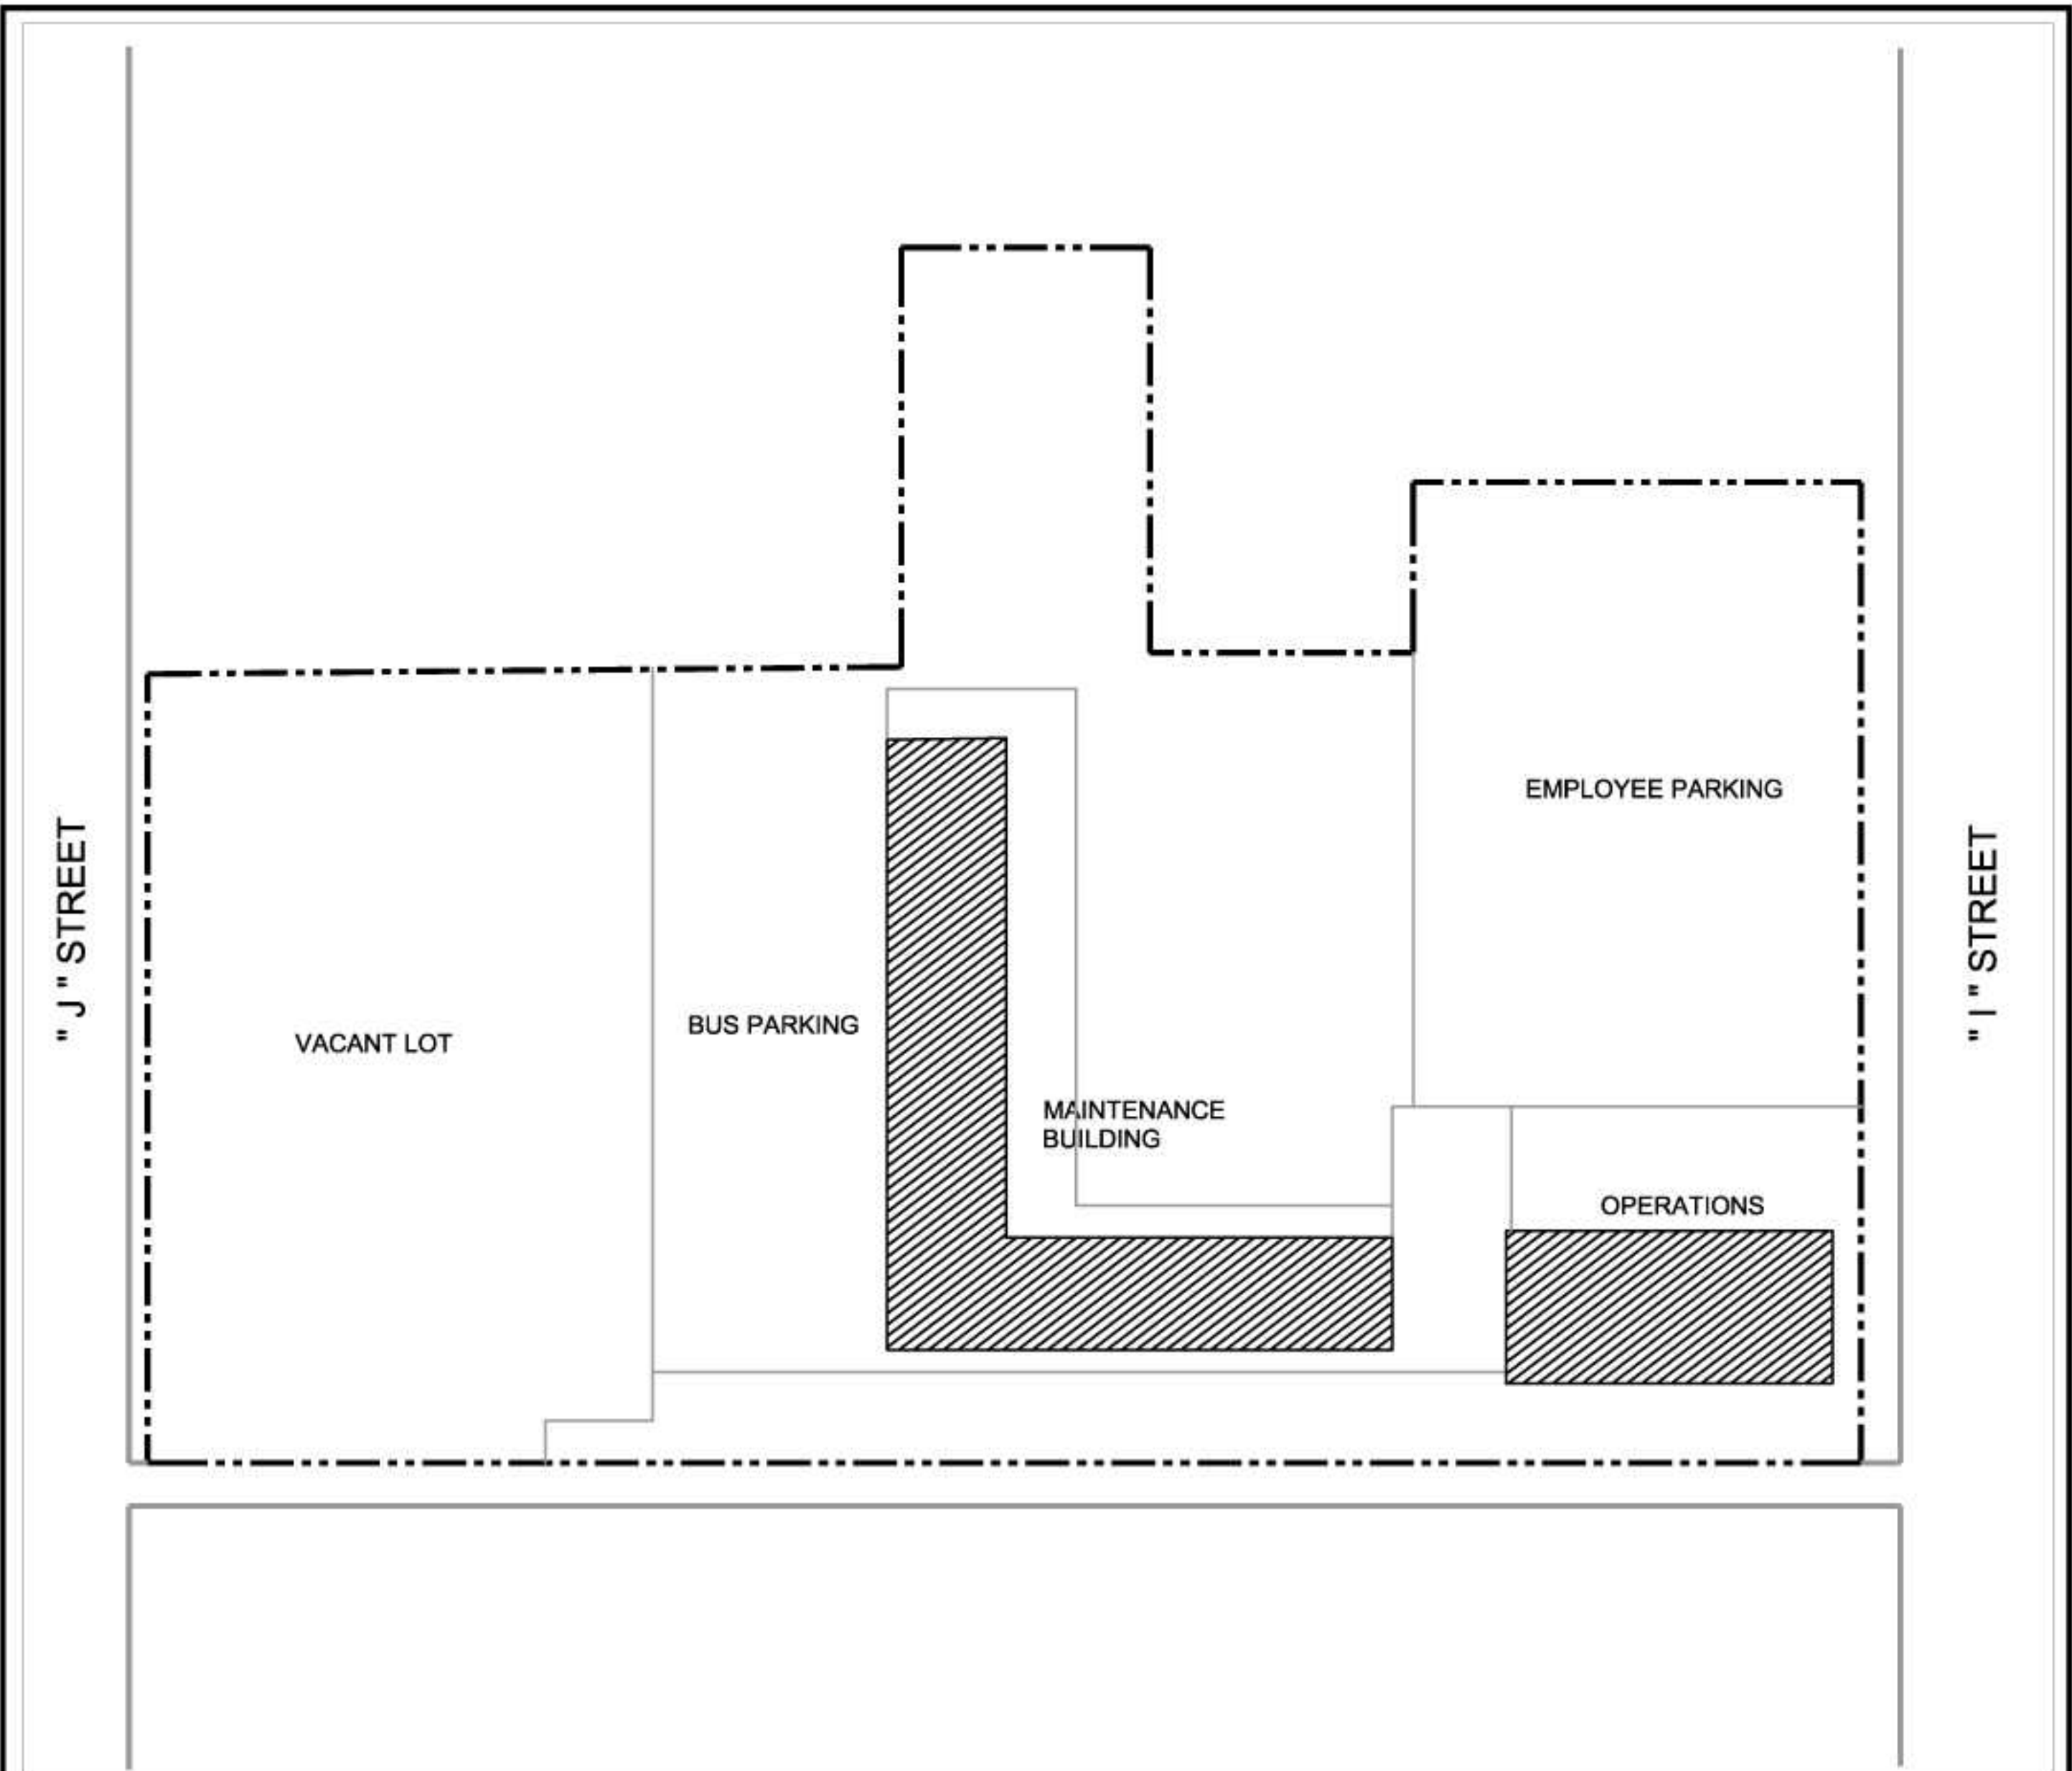 EMPLOYEE PARKING
" J " STREET
" I " STREET
BUS PARKING
VACANT LOT
MAINTENANCE
BUILDING
OPERATIONS